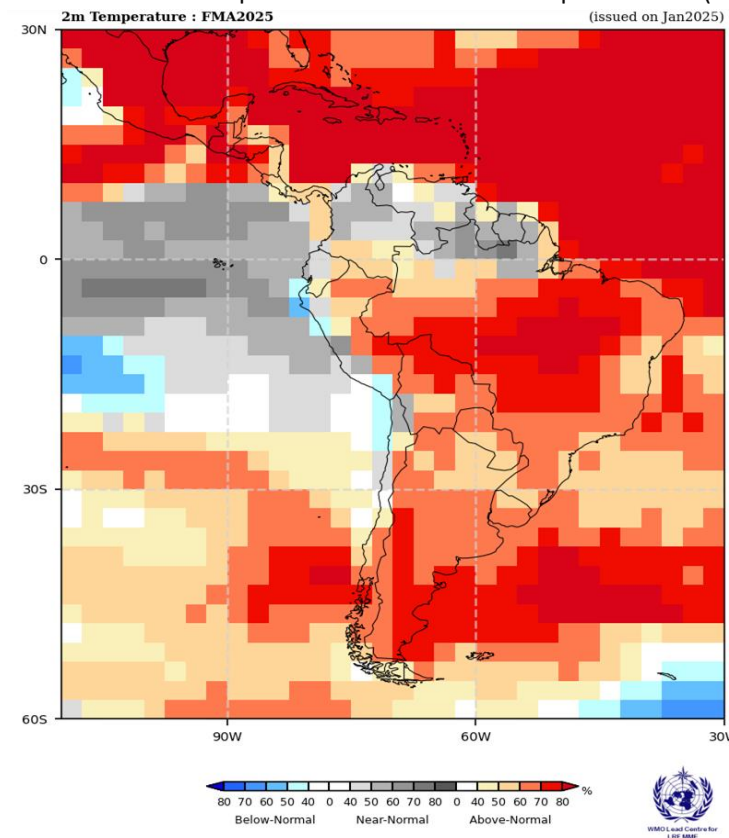 2m Temperature : FMA2025 (issued on Jan2025)
30N
0
30S
60S
90W 60W 30
80 70 60 50 40 0 40 50 60 70 80 0 40 50 60 70 80 %
Below-Normal Near-Normal Above-Normal
WMO Lead Centre for